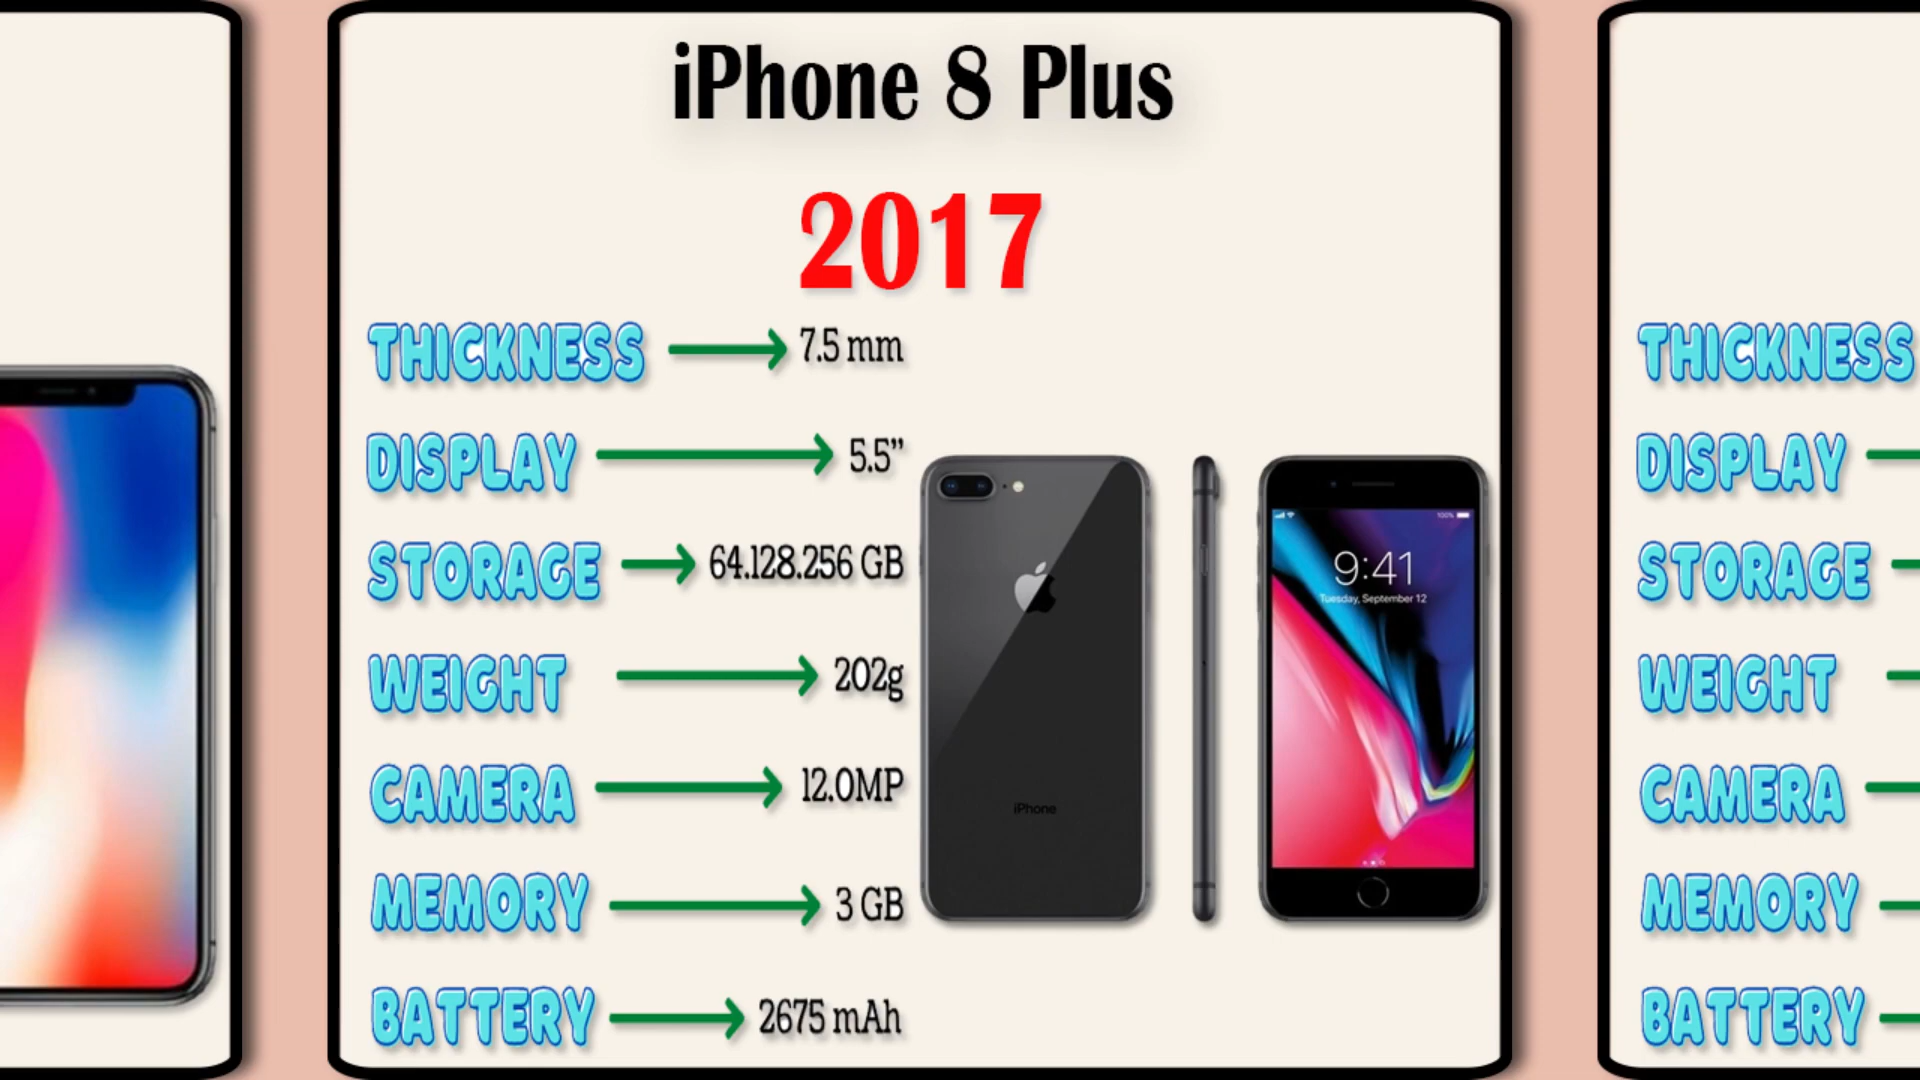 iPhone 8 Plus
2017
THICKNESS 7.5 mm
DISPLAY 5.5”
STORAGE 64.128.256 GB
WEIGHT 202g
CAMERA 12.0MP
MEMORY 3 GB
BATTERY 2675 mAh
iPhone
100%
9:41
Tuesday, September 12
THICKNESS
DISPLAY
STORAGE
WEIGHT
CAMERA
MEMORY
BATTERY